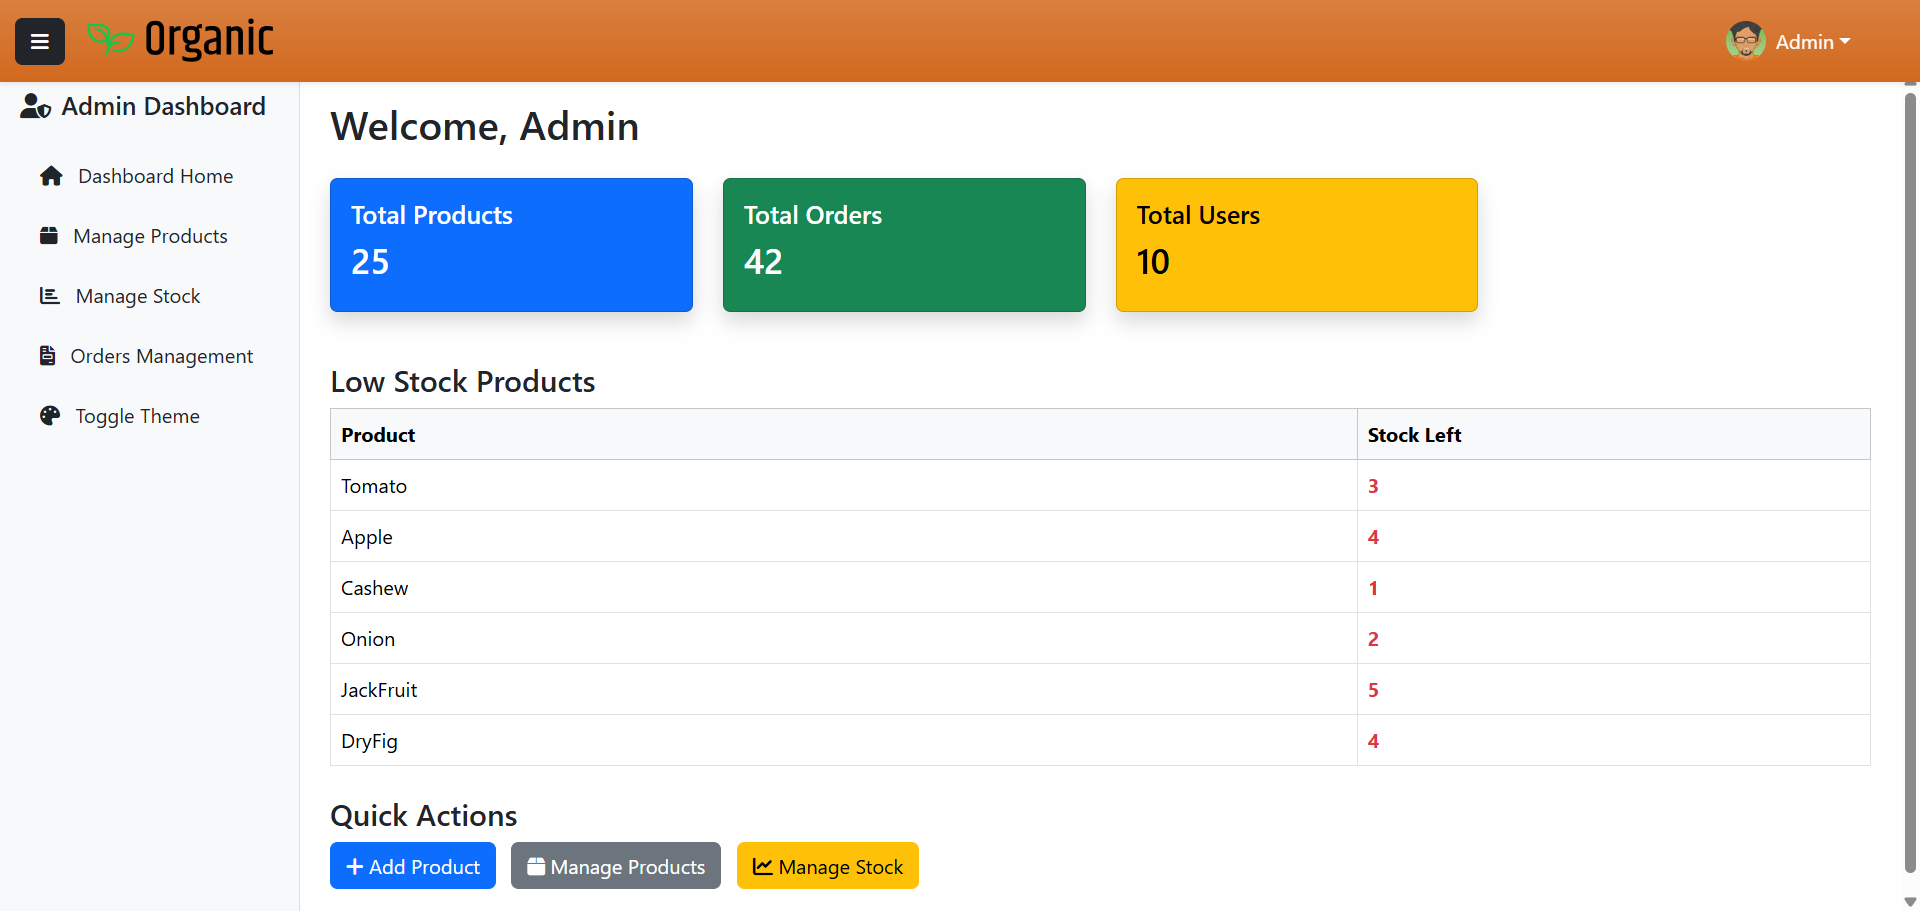 Organic
Admin
Admin Dashboard
Dashboard Home
Manage Products
Manage Stock
Orders Management
Toggle Theme
Welcome, Admin
Total Products
25
Total Orders
42
Total Users
10
Low Stock Products
Product Stock Left
Tomato 3
Apple 4
Cashew 1
Onion 2
JackFruit 5
DryFig 4
Quick Actions
Add Product Manage Products Manage Stock